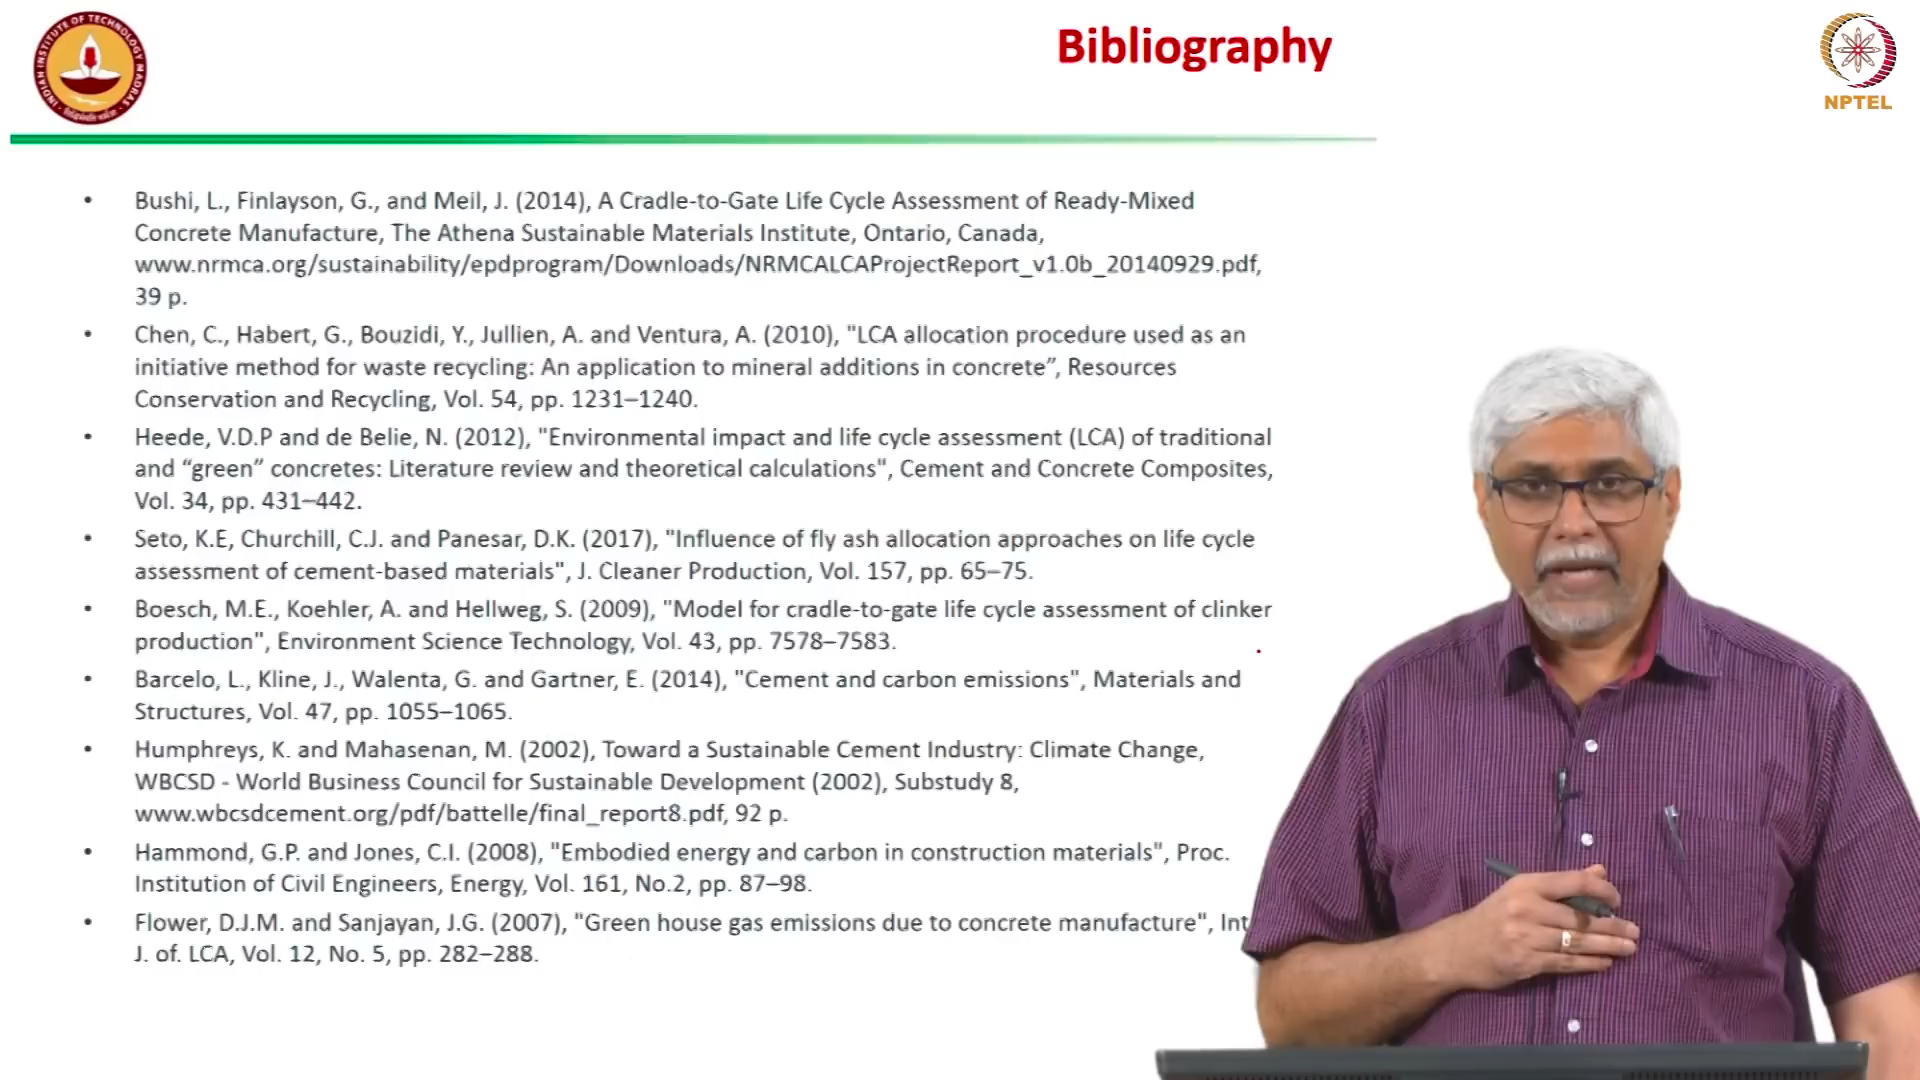 INDIAN INSTITUTE OF TECHNOLOGY MADRAS
Bibliography
NPTEL
• Bushi, L., Finlayson, G., and Meil, J. (2014), A Cradle-to-Gate Life Cycle Assessment of Ready-Mixed
Concrete Manufacture, The Athena Sustainable Materials Institute, Ontario, Canada,
www.nrmca.org/sustainability/epdprogram/Downloads/NRMCALCAProjectReport_v1.0b_20140929.pdf,
39 p.
• Chen, C., Habert, G., Bouzidi, Y., Jullien, A. and Ventura, A. (2010), "LCA allocation procedure used as an
initiative method for waste recycling: An application to mineral additions in concrete”, Resources
Conservation and Recycling, Vol. 54, pp. 1231–1240.
• Heede, V.D.P and de Belie, N. (2012), "Environmental impact and life cycle assessment (LCA) of traditional
and “green” concretes: Literature review and theoretical calculations", Cement and Concrete Composites,
Vol. 34, pp. 431–442.
• Seto, K.E, Churchill, C.J. and Panesar, D.K. (2017), "Influence of fly ash allocation approaches on life cycle
assessment of cement-based materials", J. Cleaner Production, Vol. 157, pp. 65–75.
• Boesch, M.E., Koehler, A. and Hellweg, S. (2009), "Model for cradle-to-gate life cycle assessment of clinker
production", Environment Science Technology, Vol. 43, pp. 7578–7583.
• Barcelo, L., Kline, J., Walenta, G. and Gartner, E. (2014), "Cement and carbon emissions", Materials and
Structures, Vol. 47, pp. 1055–1065.
• Humphreys, K. and Mahasenan, M. (2002), Toward a Sustainable Cement Industry: Climate Change,
WBCSD - World Business Council for Sustainable Development (2002), Substudy 8,
www.wbcsdcement.org/pdf/battelle/final_report8.pdf, 92 p.
• Hammond, G.P. and Jones, C.I. (2008), "Embodied energy and carbon in construction materials", Proc.
Institution of Civil Engineers, Energy, Vol. 161, No.2, pp. 87–98.
• Flower, D.J.M. and Sanjayan, J.G. (2007), "Green house gas emissions due to concrete manufacture", Int
J. of. LCA, Vol. 12, No. 5, pp. 282–288.